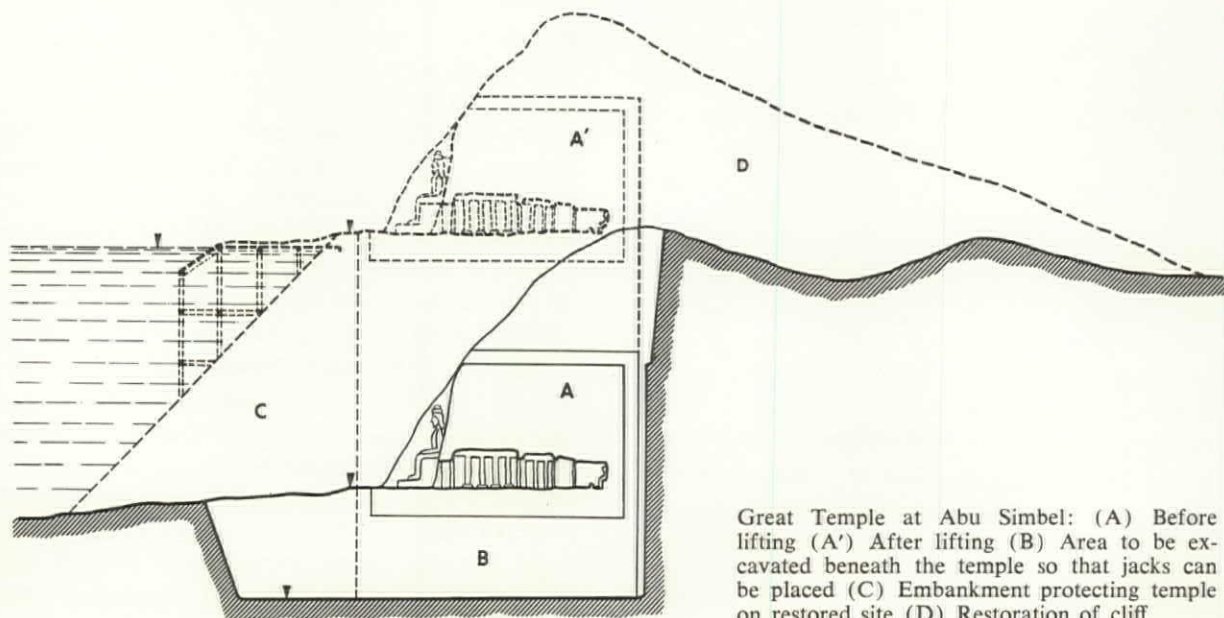 A'
D
C
A
B
Great Temple at Abu Simbel: (A) Before
lifting (A') After lifting (B) Area to be ex-
cavated beneath the temple so that jacks can
be placed (C) Embankment protecting temple
on restored site (D) Restoration of cliff